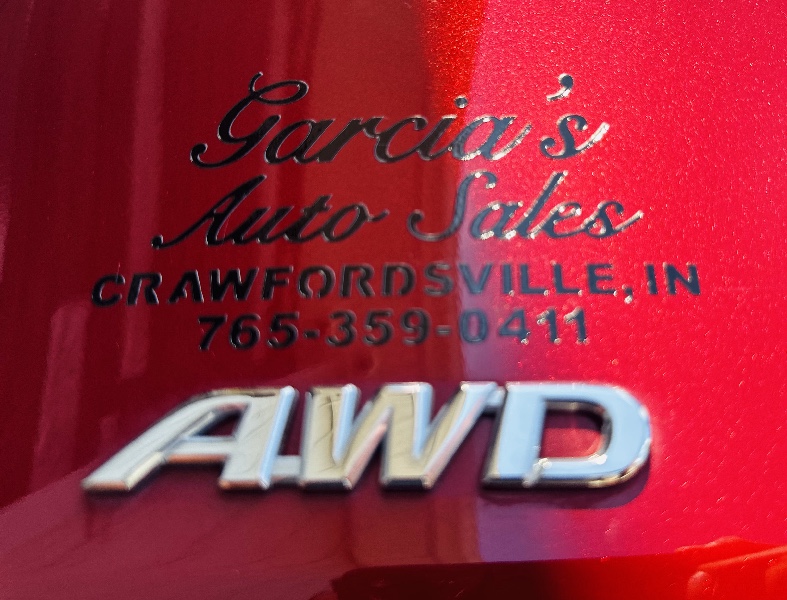 Garcia's
Auto Sales
CRAWFORDSVILLE, IN
765-359-0411
AWD